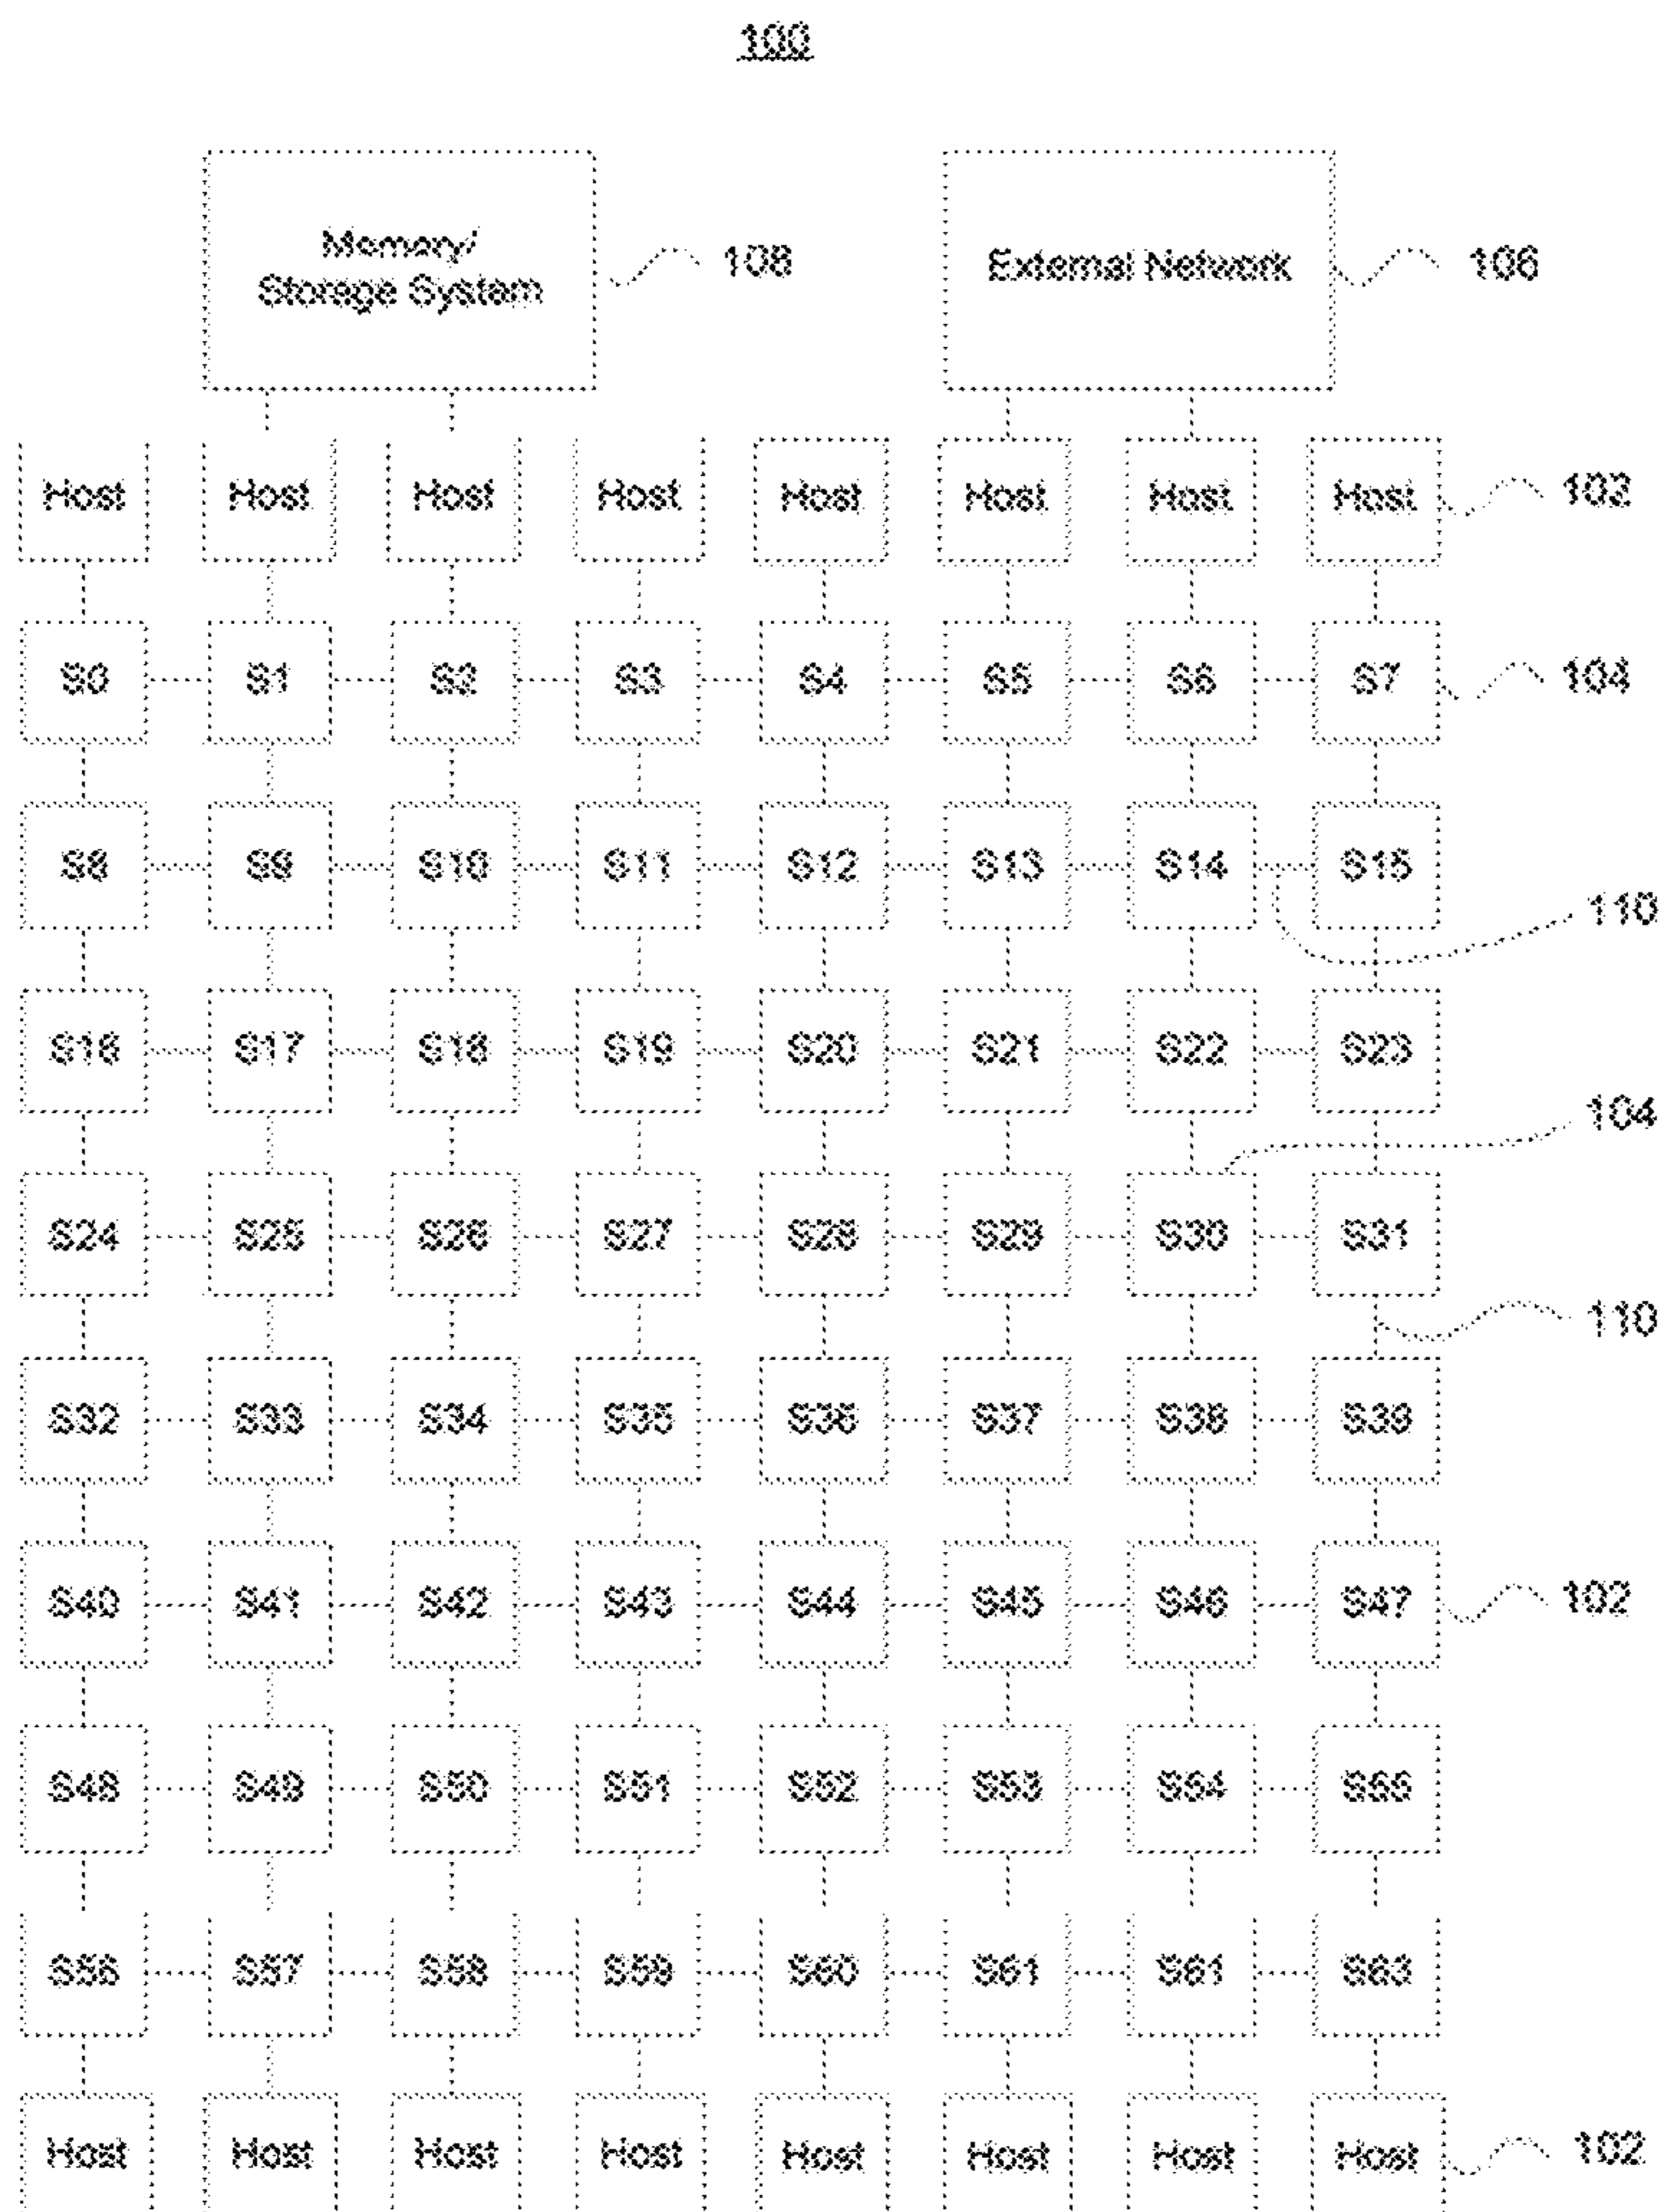 100
Memory/
Storage System
108
External Network
106
Host Host Host Host Host Host Host Host 102
S0 S1 S2 S3 S4 S5 S6 S7 104
S8 S9 S10 S11 S12 S13 S14 S15
110
S16 S17 S18 S19 S20 S21 S22 S23
104
S24 S25 S26 S27 S28 S29 S30 S31
110
S32 S33 S34 S35 S36 S37 S38 S39
S40 S41 S42 S43 S44 S45 S46 S47 102
S48 S49 S50 S51 S52 S53 S54 S55
S56 S57 S58 S59 S60 S61 S61 S63
Host Host Host Host Host Host Host Host 102